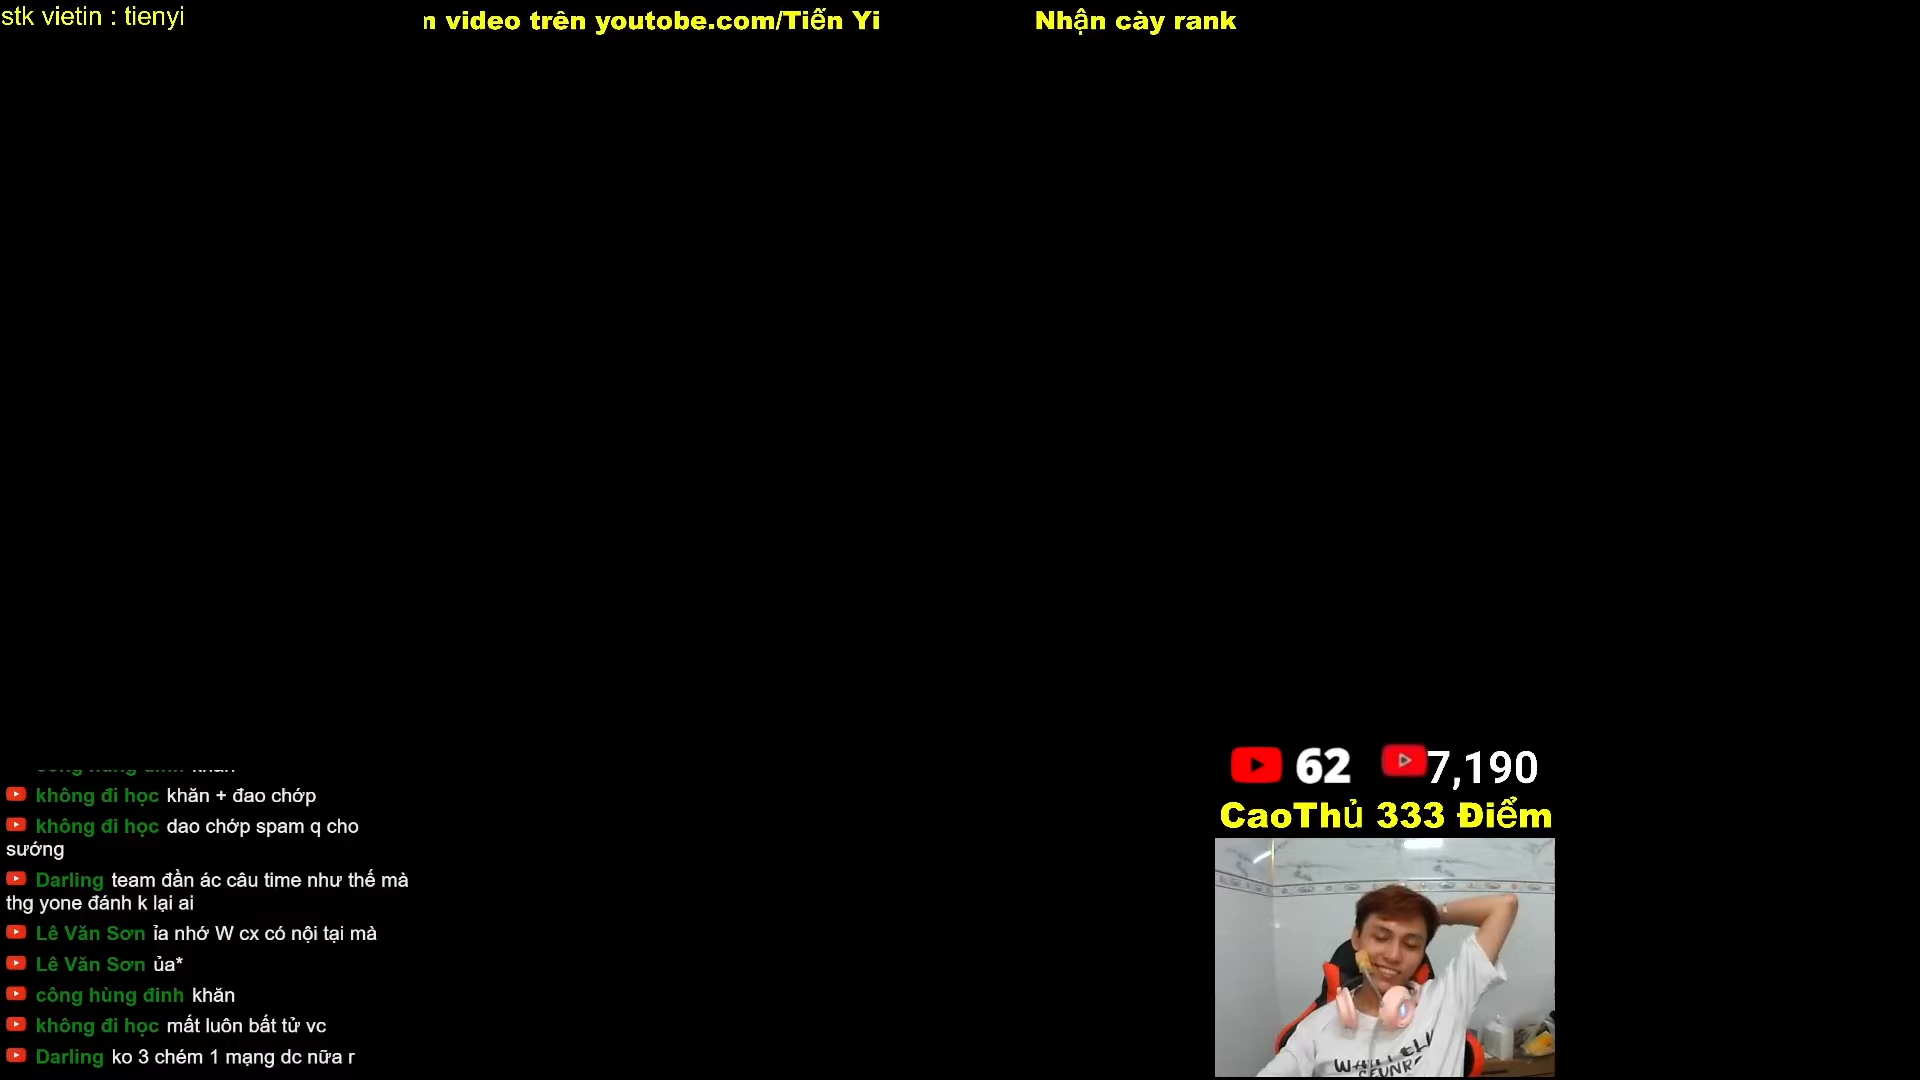 stk vietin : tienyi
video trên youtobe.com/Tiến Yi
Nhận cày rank
62
7,190
CaoThủ 333 Điểm
công hùng đinh khăn
không đi học khăn + đao chớp
không đi học dao chớp spam q cho
sướng
Darling team đần ác câu time như thế mà
thg yone đánh k lại ai
Lê Văn Sơn ỉa nhớ W cx có nội tại mà
Lê Văn Sơn ủa*
công hùng đinh khăn
không đi học mất luôn bất tử vc
Darling ko 3 chém 1 mạng dc nữa r